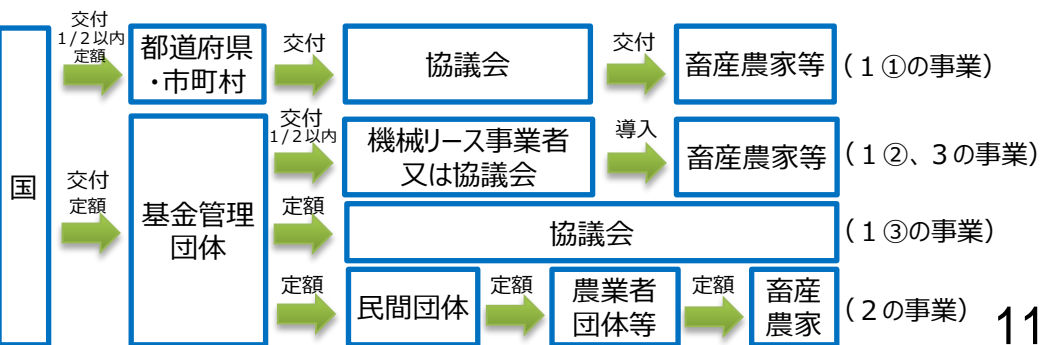 国
交付
1/2以内
定額
都道府県
・市町村
交付
協議会
交付
畜産農家等
(1①の事業)
交付
定額
基金管理
団体
交付
1/2以内
機械リース事業者
又は協議会
導入
畜産農家等
(1②、3の事業)
定額
協議会
(1③の事業)
定額
民間団体
定額
農業者
団体等
定額
畜産
農家
(2の事業)
11